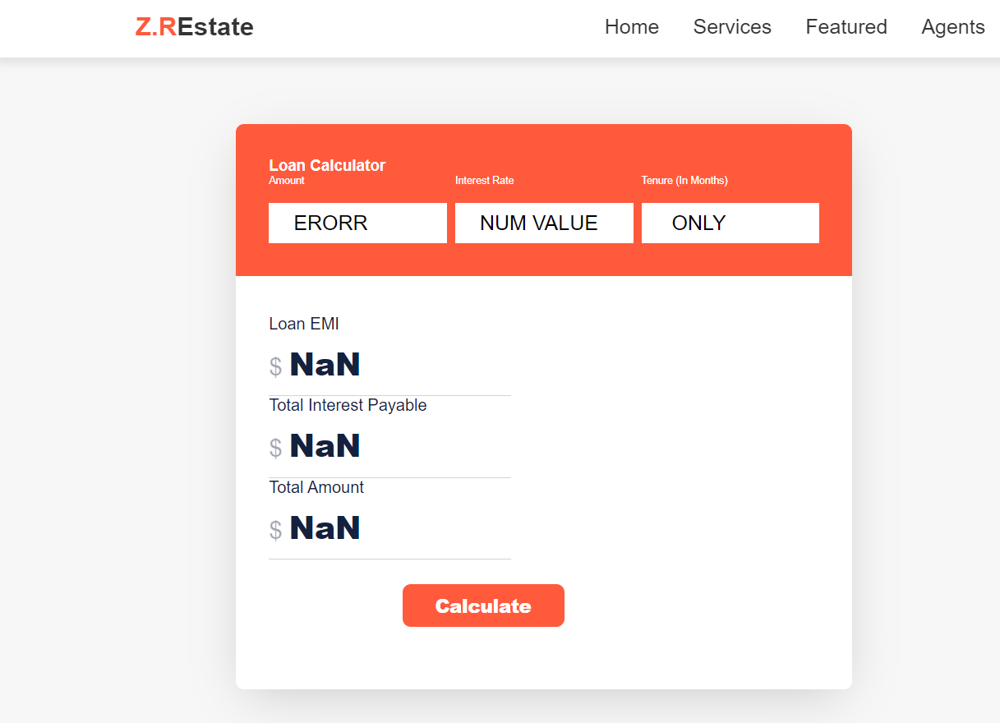 Z.REstate Home Services Featured Agents
Loan Calculator
Amount Interest Rate Tenure (In Months)
ERORR NUM VALUE ONLY
Loan EMI
$ NaN
Total Interest Payable
$ NaN
Total Amount
$ NaN
Calculate